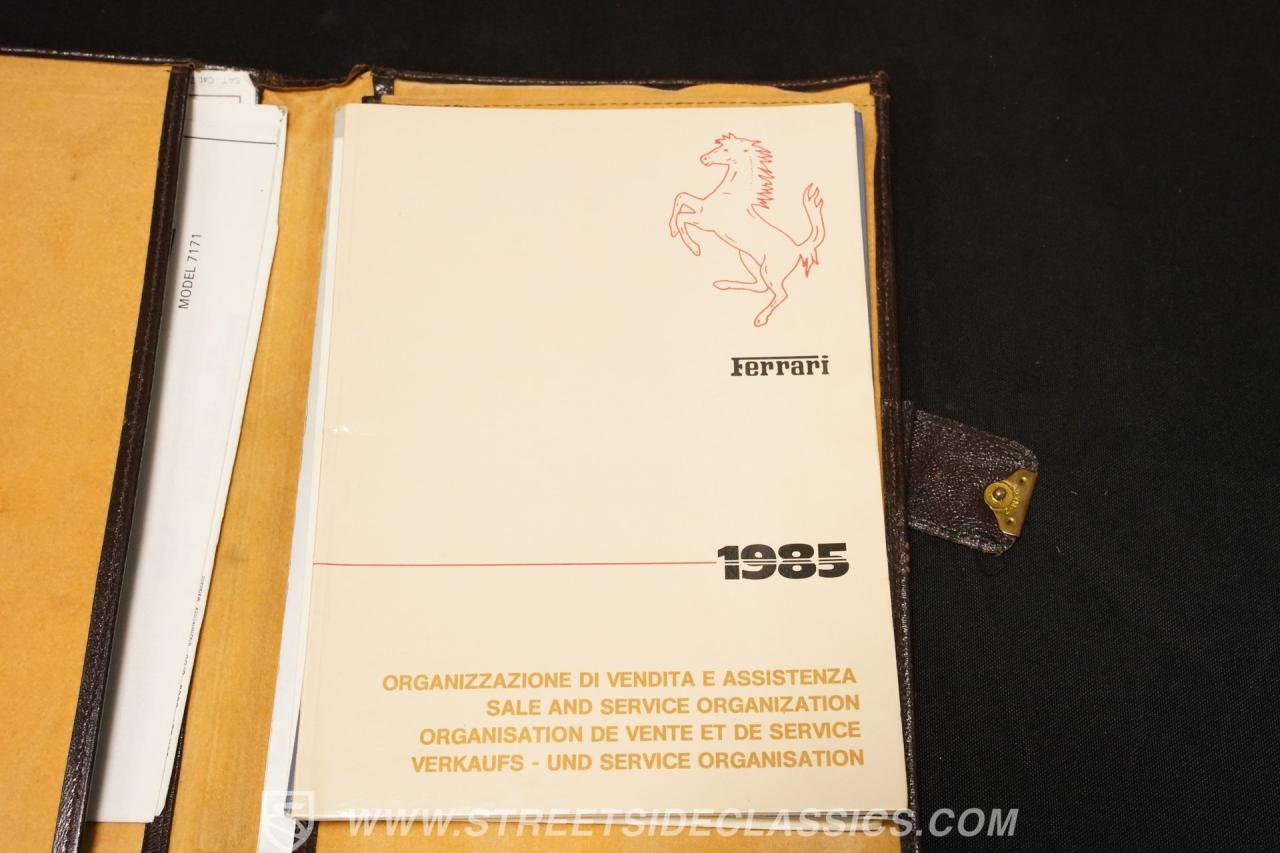 MODEL 7171
Ferrari
1985
ORGANIZZAZIONE DI VENDITA E ASSISTENZA
SALE AND SERVICE ORGANIZATION
ORGANISATION DE VENTE ET DE SERVICE
VERKAUFS - UND SERVICE ORGANISATION
WWW.STREETSIDECLASSICS.COM